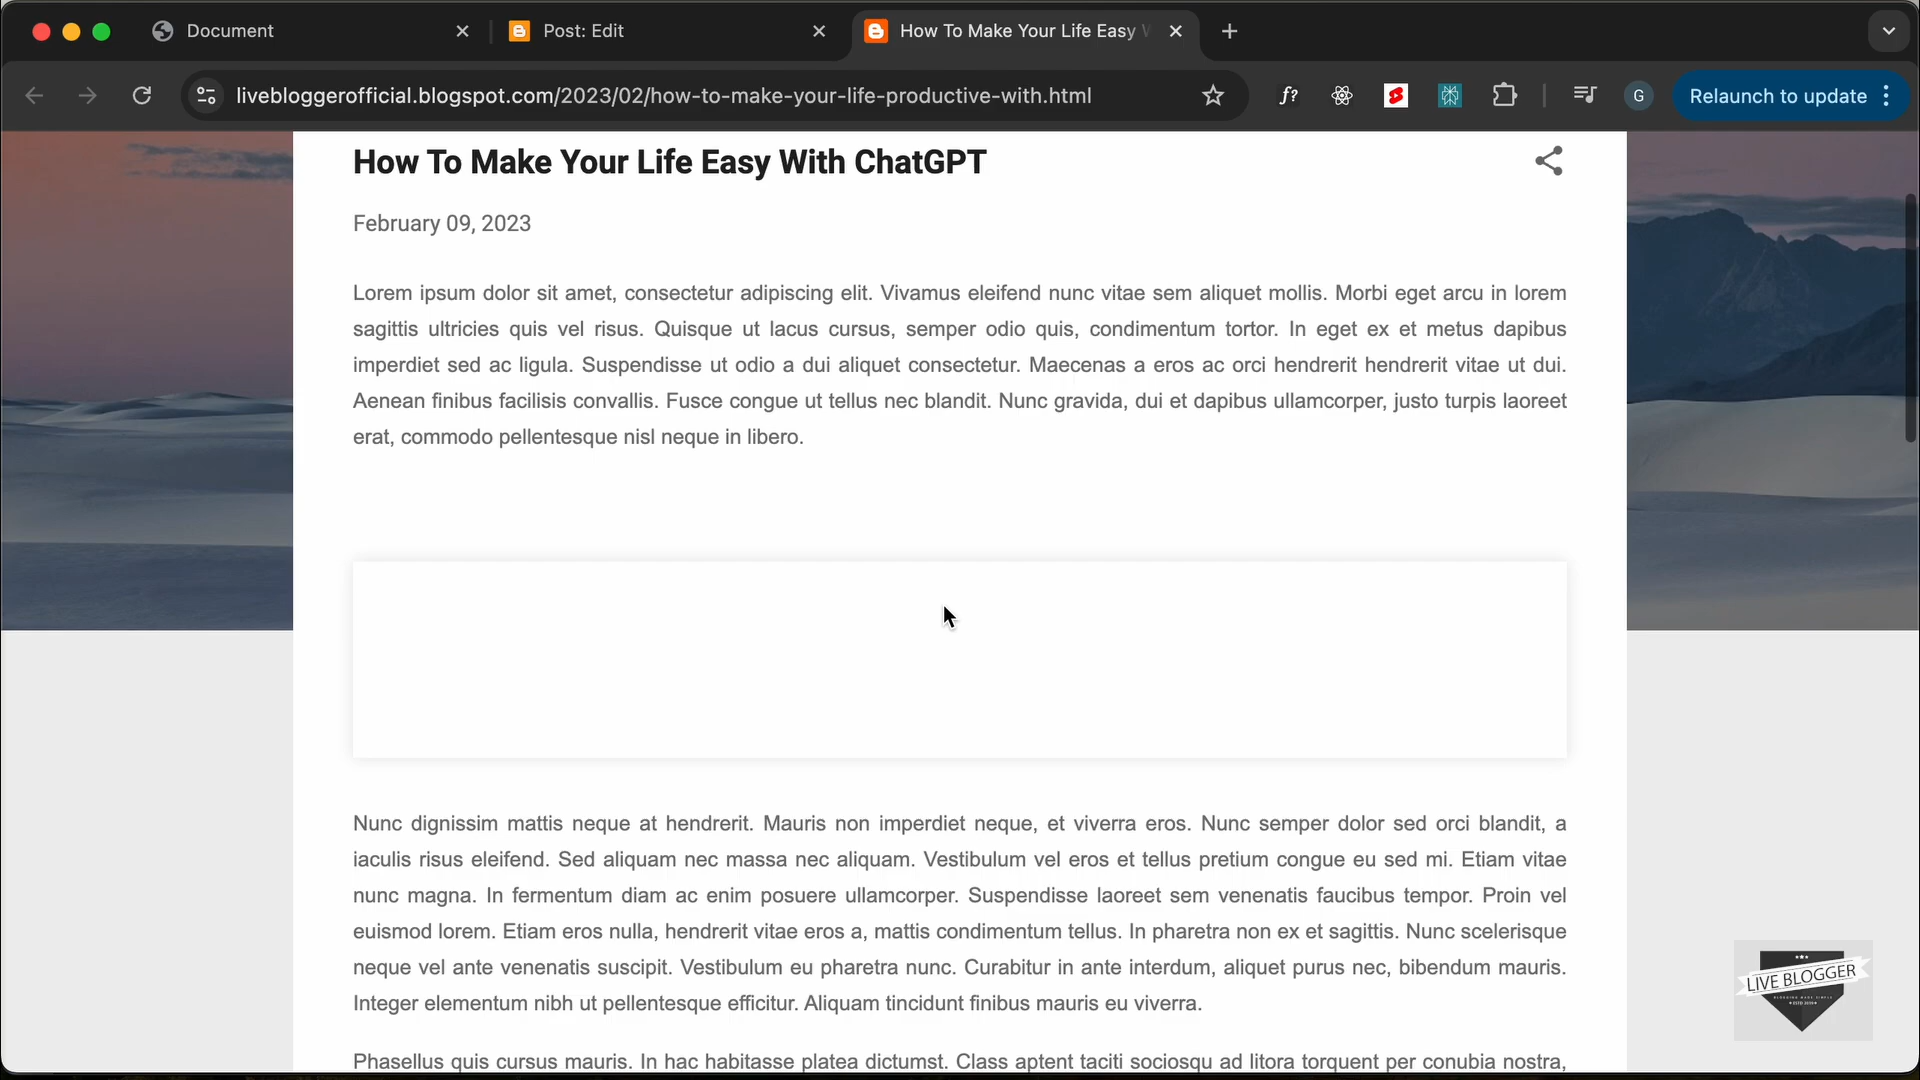 Document
Post: Edit
How To Make Your Life Easy W
livebloggerofficial.blogspot.com/2023/02/how-to-make-your-life-productive-with.html
f?
G
Relaunch to update
How To Make Your Life Easy With ChatGPT
February 09, 2023
Lorem ipsum dolor sit amet, consectetur adipiscing elit. Vivamus eleifend nunc vitae sem aliquet mollis. Morbi eget arcu in lorem
sagittis ultricies quis vel risus. Quisque ut lacus cursus, semper odio quis, condimentum tortor. In eget ex et metus dapibus
imperdiet sed ac ligula. Suspendisse ut odio a dui aliquet consectetur. Maecenas a eros ac orci hendrerit hendrerit vitae ut dui.
Aenean finibus facilisis convallis. Fusce congue ut tellus nec blandit. Nunc gravida, dui et dapibus ullamcorper, justo turpis laoreet
erat, commodo pellentesque nisl neque in libero.
Nunc dignissim mattis neque at hendrerit. Mauris non imperdiet neque, et viverra eros. Nunc semper dolor sed orci blandit, a
iaculis risus eleifend. Sed aliquam nec massa nec aliquam. Vestibulum vel eros et tellus pretium congue eu sed mi. Etiam vitae
nunc magna. In fermentum diam ac enim posuere ullamcorper. Suspendisse laoreet sem venenatis faucibus tempor. Proin vel
euismod lorem. Etiam eros nulla, hendrerit vitae eros a, mattis condimentum tellus. In pharetra non ex et sagittis. Nunc scelerisque
neque vel ante venenatis suscipit. Vestibulum eu pharetra nunc. Curabitur in ante interdum, aliquet purus nec, bibendum mauris.
Integer elementum nibh ut pellentesque efficitur. Aliquam tincidunt finibus mauris eu viverra.
Phasellus quis cursus mauris. In hac habitasse platea dictumst. Class aptent taciti sociosqu ad litora torquent per conubia nostra,
LIVE BLOGGER